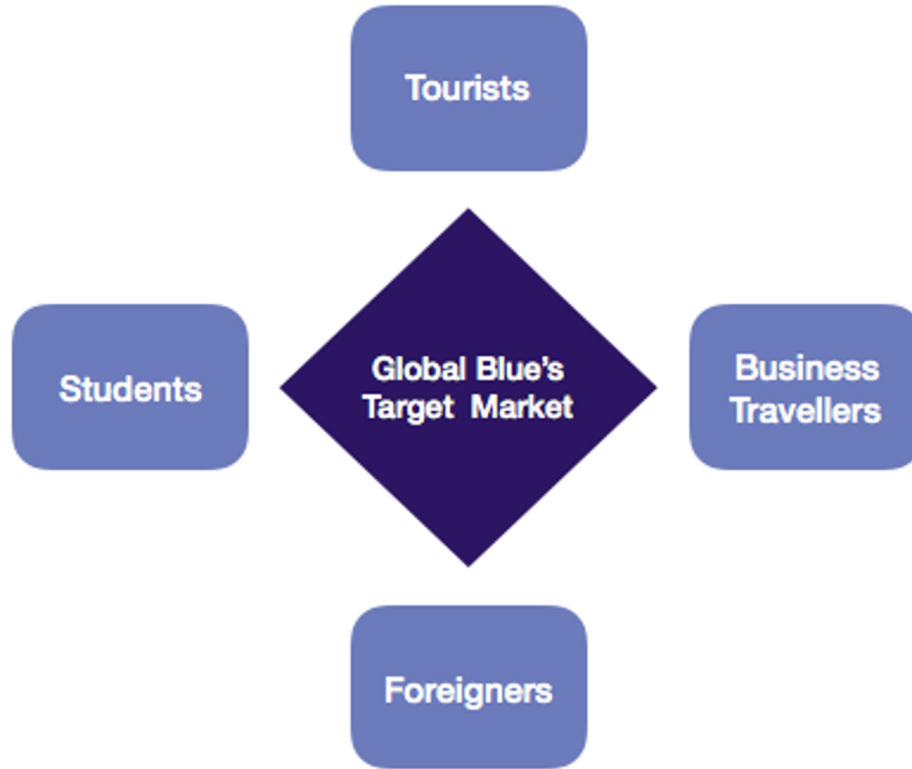 Tourists
Students
Global Blue’s
Target  Market
Business
Travellers
Foreigners